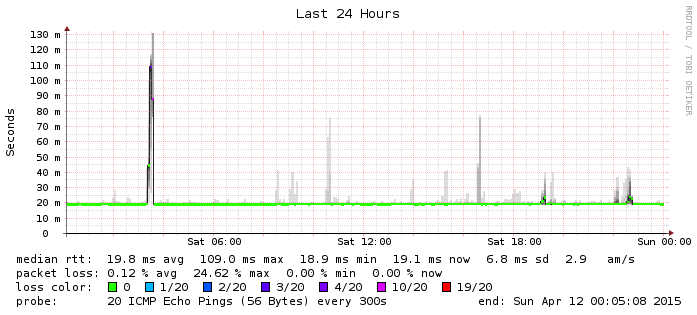 Last 24 Hours
RRDTOOL / TOBI OETIKER
Seconds
130 m
120 m
110 m
100 m
90 m
80 m
70 m
60 m
50 m
40 m
30 m
20 m
10 m
0
Sat 06:00 Sat 12:00 Sat 18:00 Sun 00:00
median rtt: 19.8 ms avg 109.0 ms max 18.9 ms min 19.1 ms now 6.8 ms sd 2.9 am/s
packet loss: 0.12 % avg 24.62 % max 0.00 % min 0.00 % now
loss color: 0 1/20 2/20 3/20 4/20 10/20 19/20
probe: 20 ICMP Echo Pings (56 Bytes) every 300s end: Sun Apr 12 00:05:08 2015